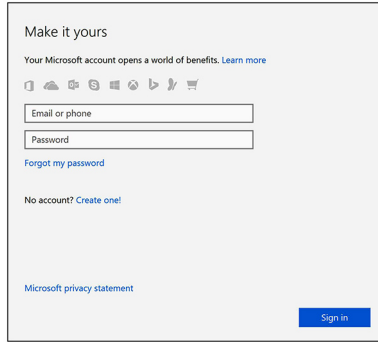 Make it yours
Your Microsoft account opens a world of benefits. Learn more
Email or phone
Password
Forgot my password
No account? Create one!
Microsoft privacy statement
Sign in